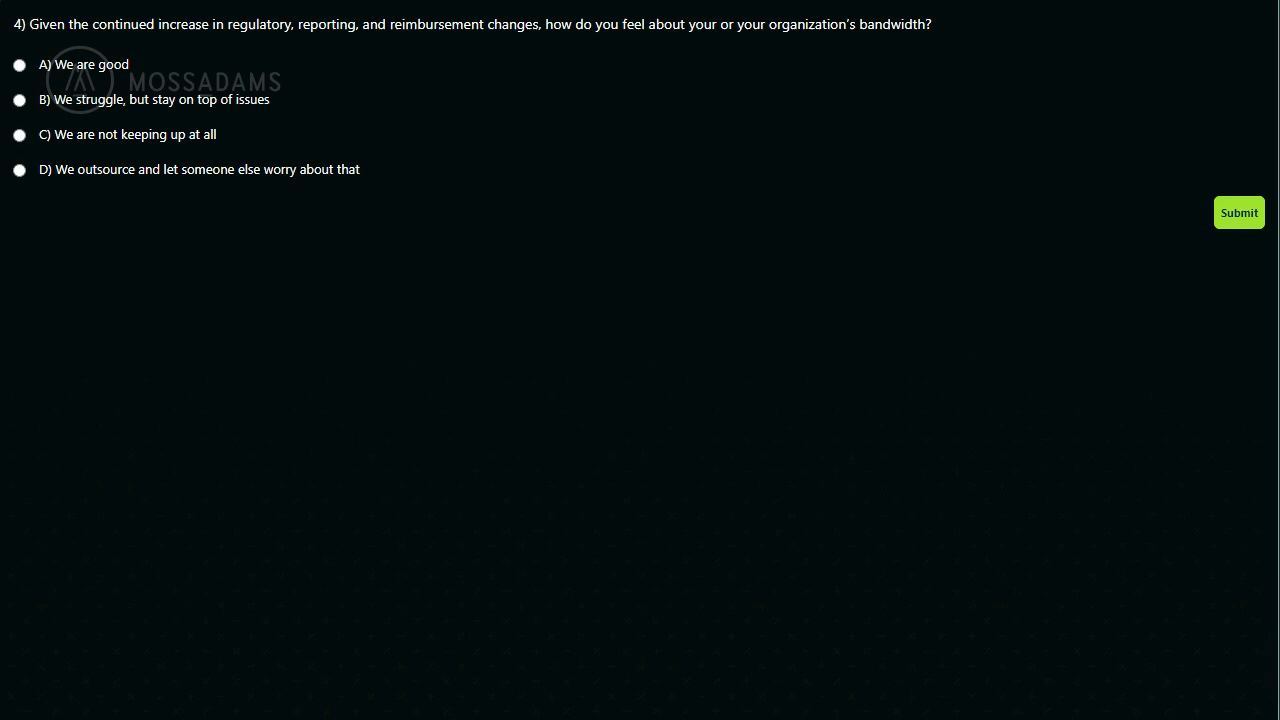 4) Given the continued increase in regulatory, reporting, and reimbursement changes, how do you feel about your or your organization's bandwidth?
A) We are good
MOSSADAMS
B) We struggle, but stay on top of issues
C) We are not keeping up at all
D) We outsource and let someone else worry about that
Submit